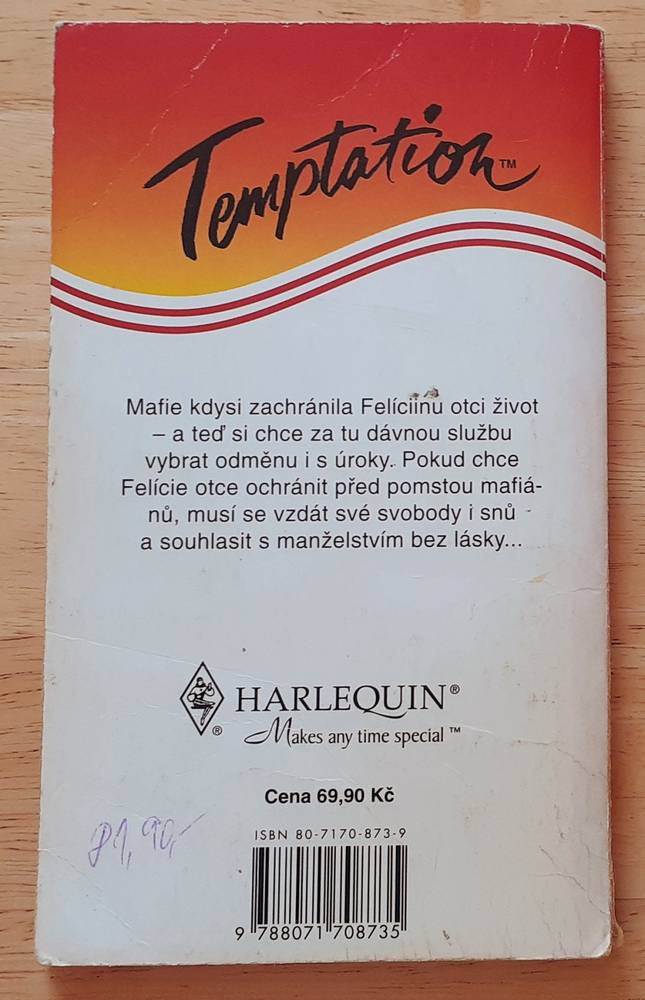 Temptation™
Mafie kdysi zachránila Felíciinu otci život
– a teď si chce za tu dávnou službu
vybrat odměnu i s úroky. Pokud chce
Felície otce ochránit před pomstou mafiá-
nů, musí se vzdát své svobody i snů
a souhlasit s manželstvím bez lásky...
HARLEQUIN®
®
Makes any time special™
Cena 69,90 Kč
81,90,-
ISBN 80-7170-873-9
9 788071 708735